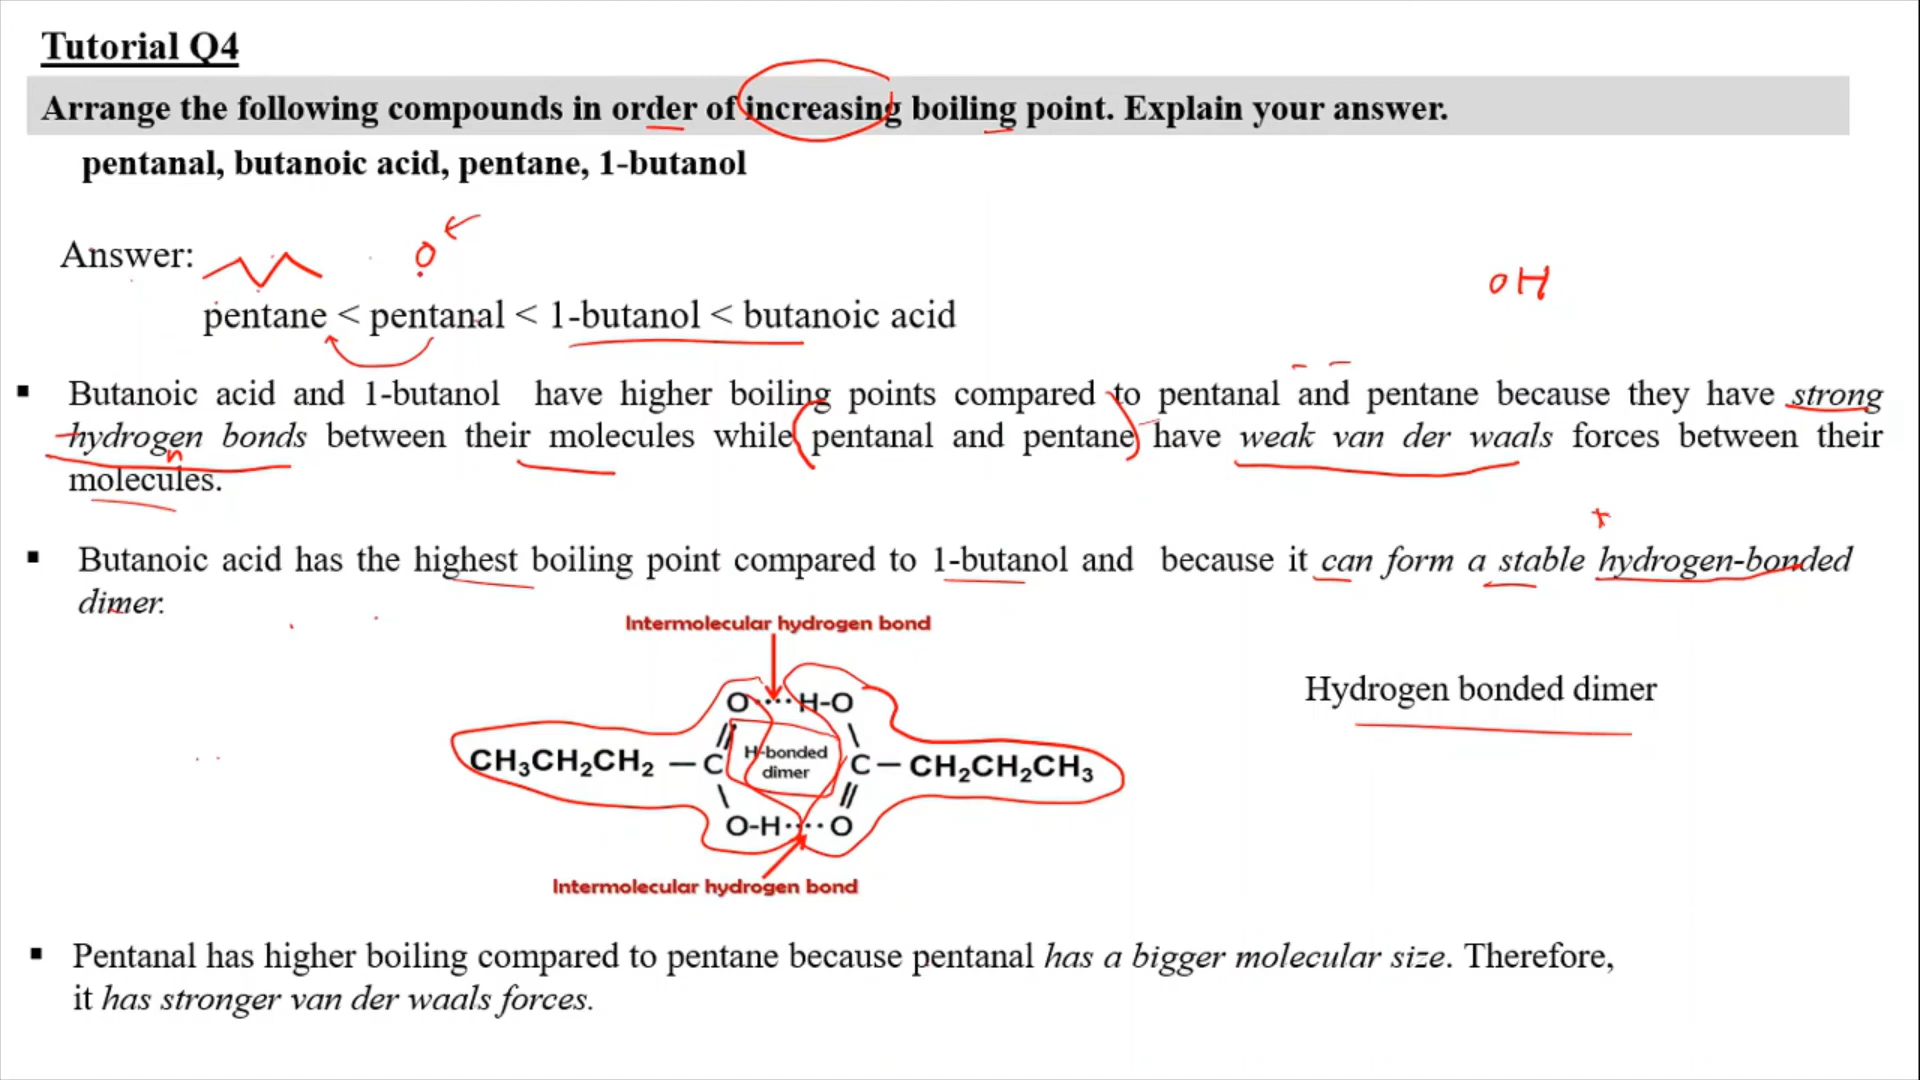 Tutorial Q4
Arrange the following compounds in order of increasing boiling point. Explain your answer.
pentanal, butanoic acid, pentane, 1-butanol
Answer:
O
OH
pentane < pentanal < 1-butanol < butanoic acid
▪ Butanoic acid and 1-butanol have higher boiling points compared to pentanal and pentane because they have strong
hydrogen bonds between their molecules while pentanal and pentane have weak van der waals forces between their
molecules.
▪ Butanoic acid has the highest boiling point compared to 1-butanol and because it can form a stable hydrogen-bonded
dimer.
Intermolecular hydrogen bond
Hydrogen bonded dimer
O····H-O
CH₃CH₂CH₂ — C H-bonded dimer C — CH₂CH₂CH₃
O-H····O
Intermolecular hydrogen bond
▪ Pentanal has higher boiling compared to pentane because pentanal has a bigger molecular size. Therefore,
it has stronger van der waals forces.